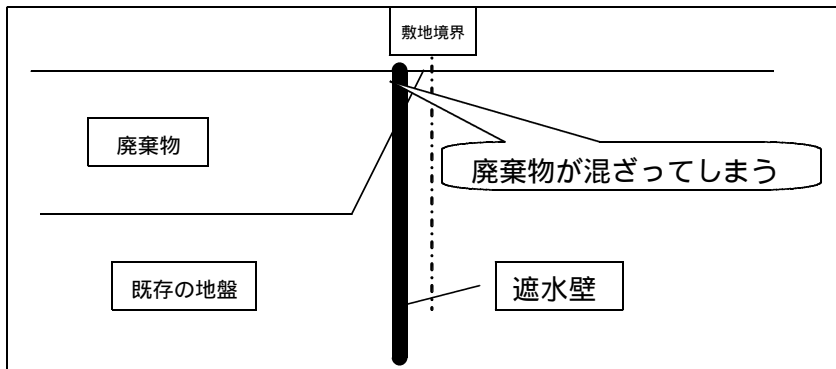 敷地境界
廃棄物
廃棄物が混ざってしまう
既存の地盤
遮水壁